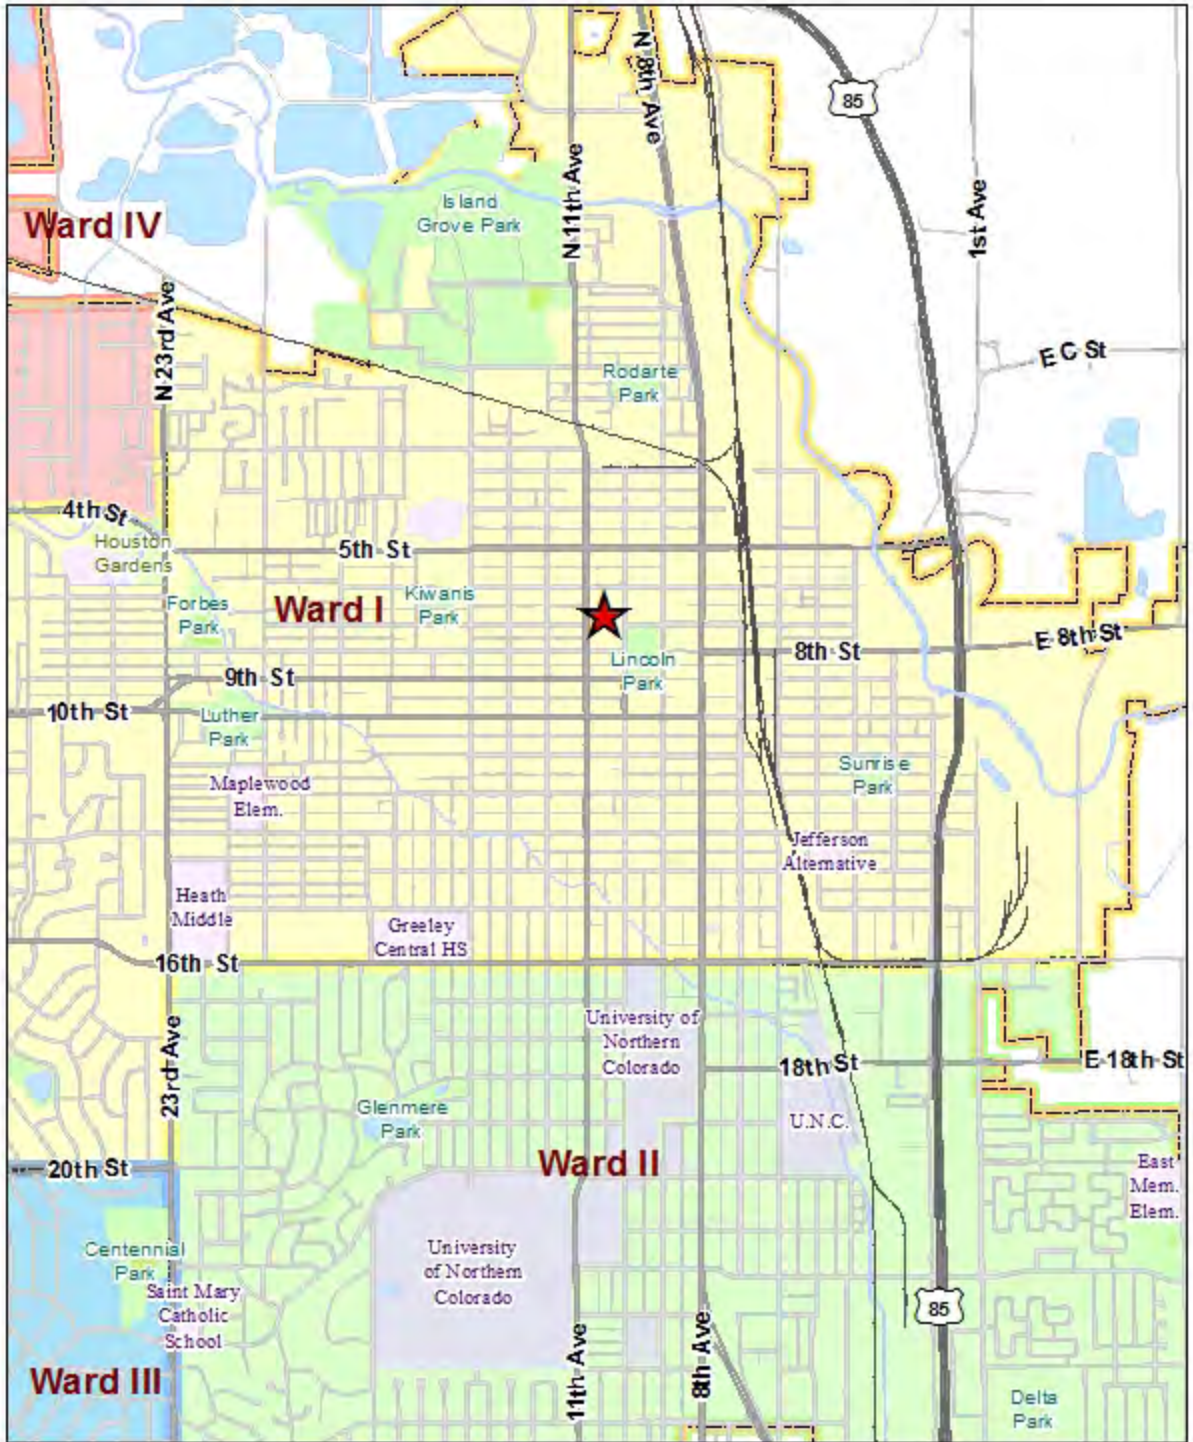 N 8th Ave
85
Ward IV
Island
Grove Park
N 11th Ave
1st Ave
N 23rd Ave
E C St
Rodarte
Park
4th St
Houston
Gardens
5th St
Forbes
Park
Ward I
Kiwanis
Park
8th St
E 8th St
Lincoln
Park
9th St
10th St
Luther
Park
Maplewood
Elem.
Sunrise
Park
Jefferson
Alternative
Heath
Middle
Greeley
Central HS
16th St
University of
Northern
Colorado
18th St
E 18th St
23rd Ave
Glenmere
Park
U.N.C.
20th St
Ward II
East
Mem.
Elem.
Centennial
Park
Saint Mary
Catholic
School
University
of Northern
Colorado
85
11th Ave
8th Ave
Ward III
Delta
Park